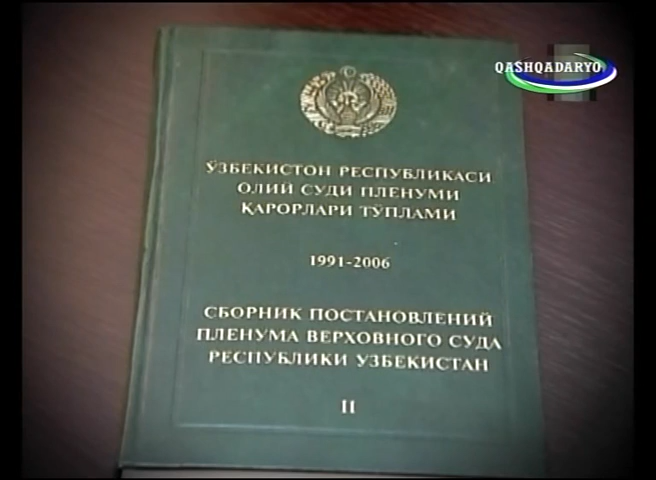 QASHQADARYO
ЎЗБЕКИСТОН РЕСПУБЛИКАСИ
ОЛИЙ СУДИ ПЛЕНУМИ
ҚАРОРЛАРИ ТЎПЛАМИ
1991-2006
СБОРНИК ПОСТАНОВЛЕНИЙ
ПЛЕНУМА ВЕРХОВНОГО СУДА
РЕСПУБЛИКИ УЗБЕКИСТАН
II